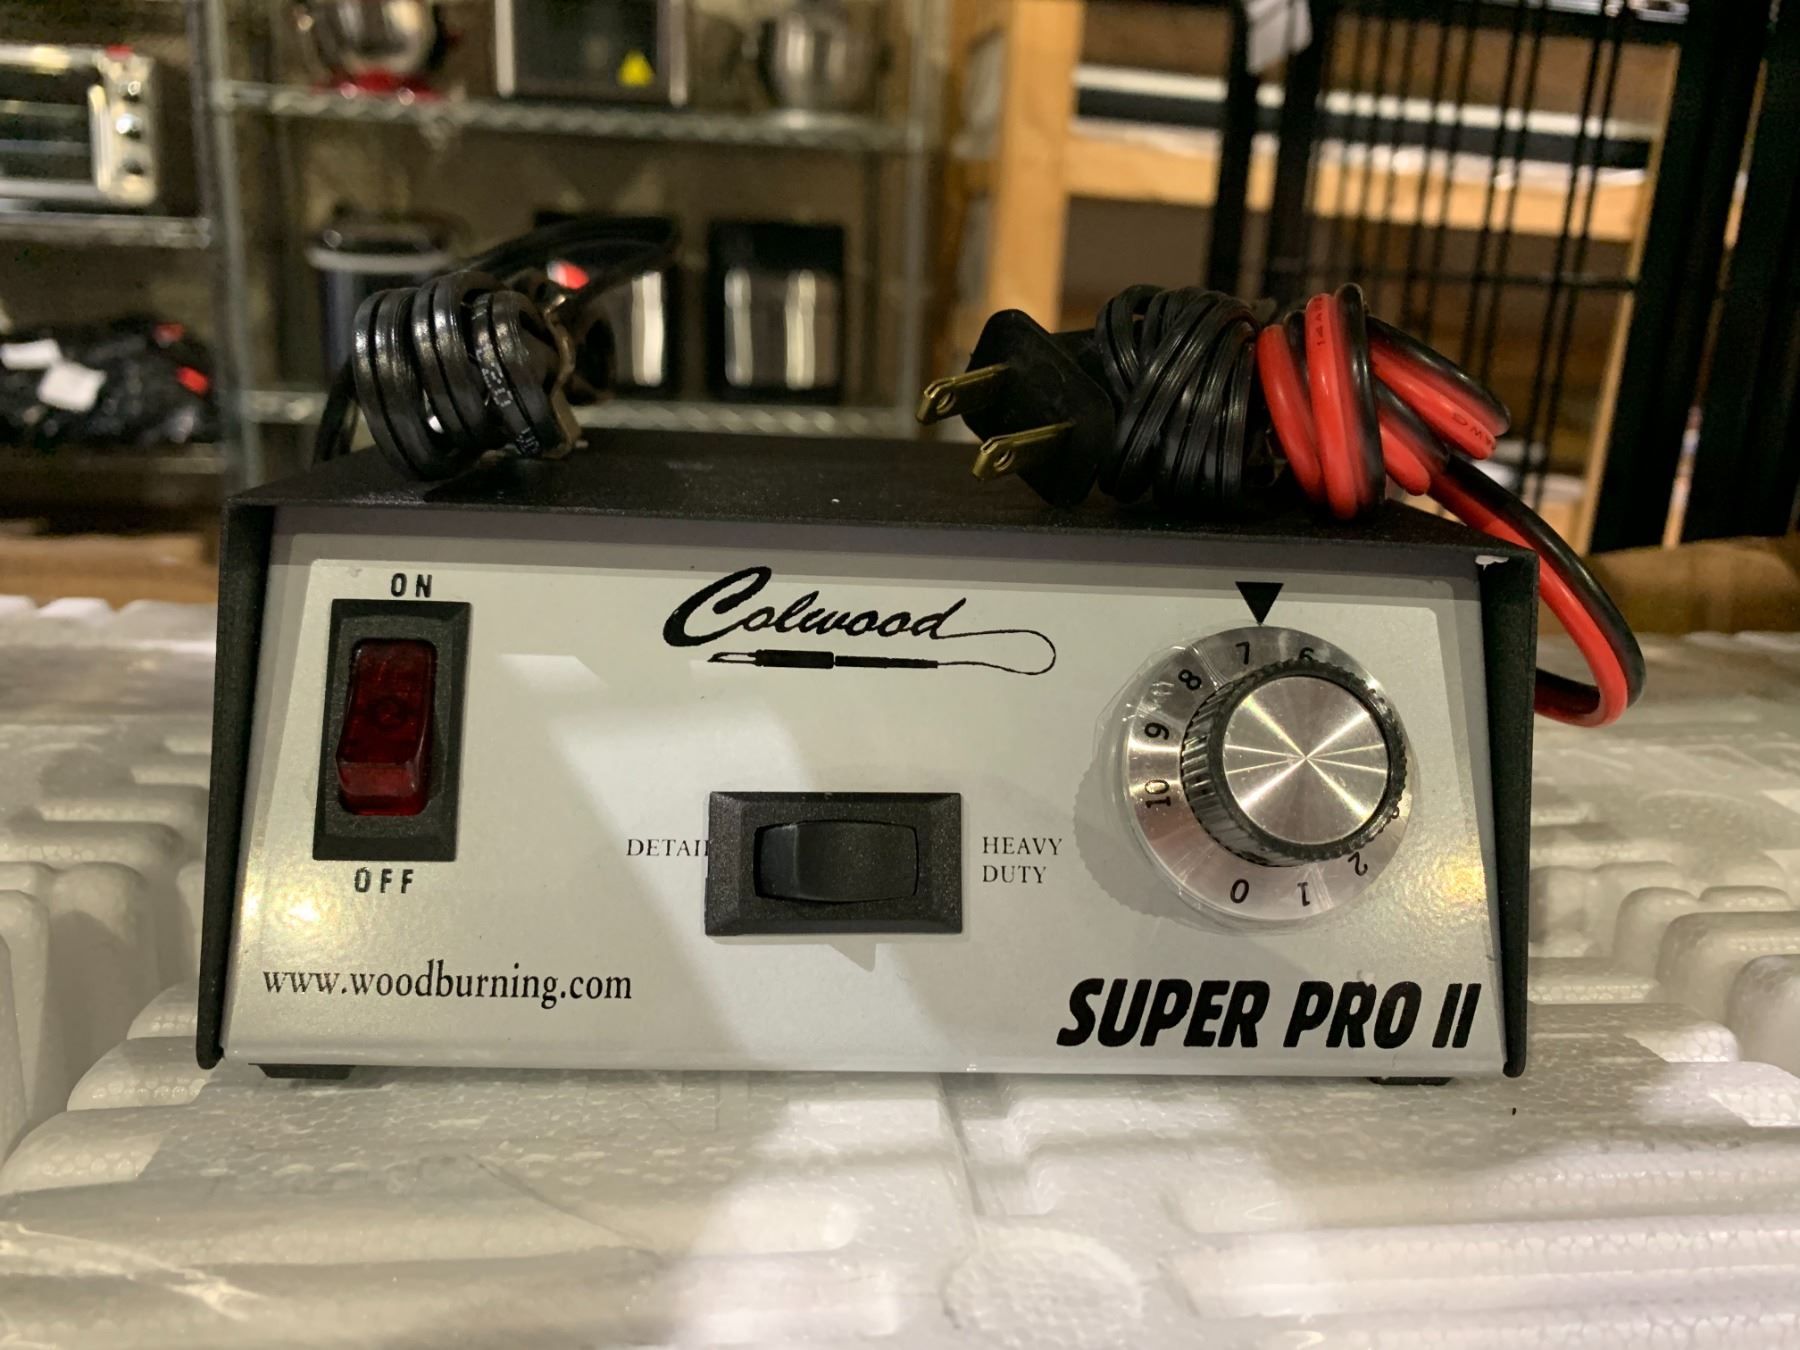 ON
OFF
Colwood
DETAI
HEAVY
DUTY
7 6
8
9
10
0 1 2
www.woodburning.com
SUPER PRO II